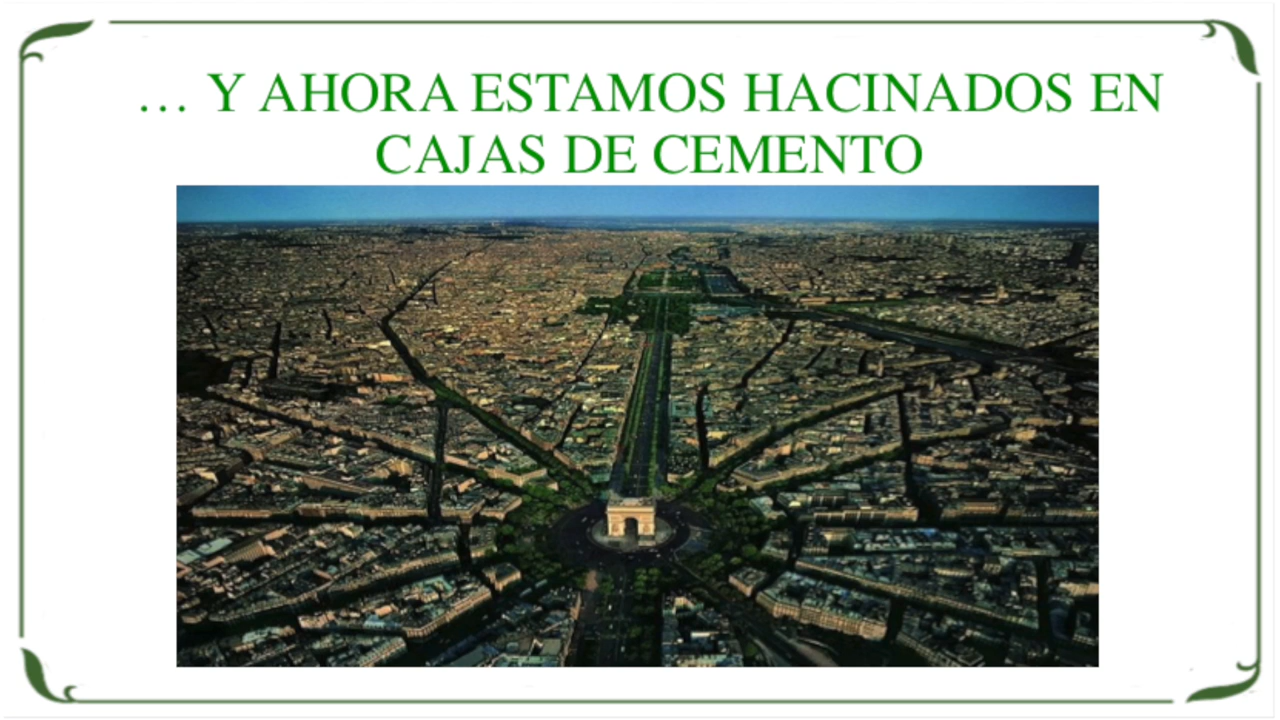 … Y AHORA ESTAMOS HACINADOS EN
CAJAS DE CEMENTO